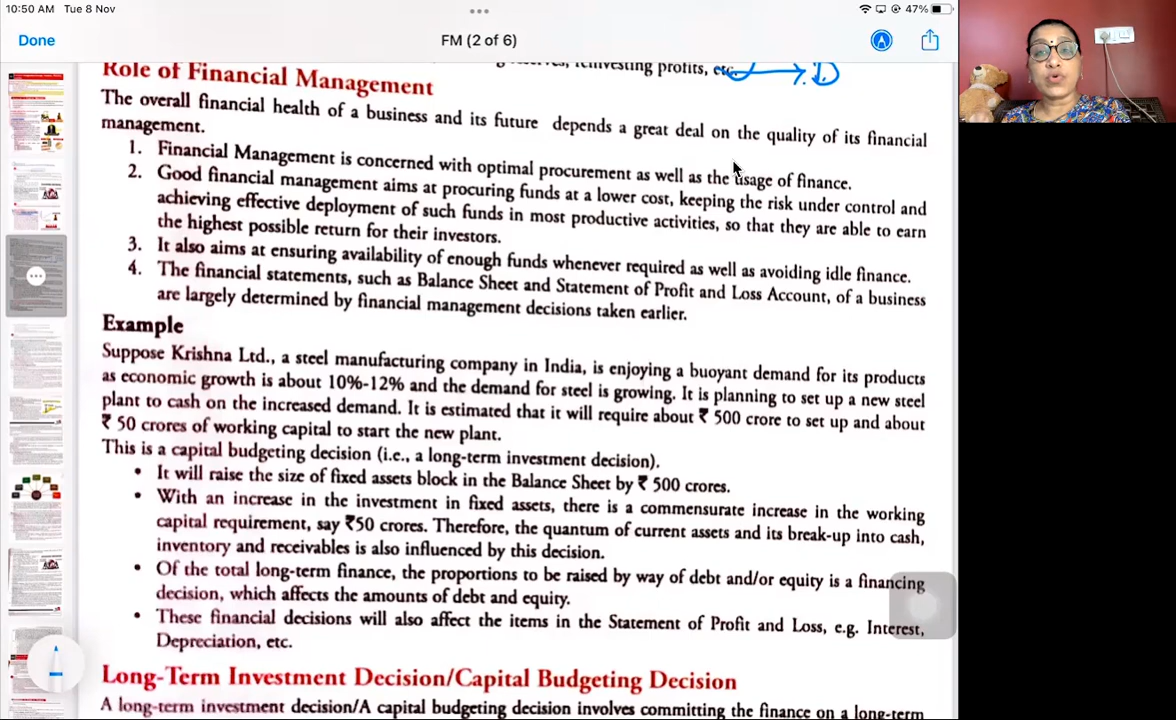 10:50 AM Tue 8 Nov
47%
Done
FM (2 of 6)
reinvesting profits, etc
I.D.
Role of Financial Management
The overall financial health of a business and its future depends a great deal on the quality of its financial
management.
1. Financial Management is concerned with optimal procurement as well as the usage of finance.
2. Good financial management aims at procuring funds at a lower cost, keeping the risk under control and
achieving effective deployment of such funds in most productive activities, so that they are able to earn
the highest possible return for their investors.
3. It also aims at ensuring availability of enough funds whenever required as well as avoiding idle finance.
4. The financial statements, such as Balance Sheet and Statement of Profit and Loss Account, of a business
are largely determined by financial management decisions taken earlier.
Example
Suppose Krishna Ltd., a steel manufacturing company in India, is enjoying a buoyant demand for its products
as economic growth is about 10%-12% and the demand for steel is growing. It is planning to set up a new steel
plant to cash on the increased demand. It is estimated that it will require about ₹ 500 crore to set up and about
₹ 50 crores of working capital to start the new plant.
This is a capital budgeting decision (i.e., a long-term investment decision).
• It will raise the size of fixed assets block in the Balance Sheet by ₹ 500 crores.
• With an increase in the investment in fixed assets, there is a commensurate increase in the working
capital requirement, say ₹50 crores. Therefore, the quantum of current assets and its break-up into cash,
inventory and receivables is also influenced by this decision.
• Of the total long-term finance, the proportions to be raised by way of debt and/or equity is a financing
decision, which affects the amounts of debt and equity.
• These financial decisions will also affect the items in the Statement of Profit and Loss, e.g. Interest,
Depreciation, etc.
Long-Term Investment Decision/Capital Budgeting Decision
A long-term investment decision/A capital budgeting decision involves committing the finance on a long-term